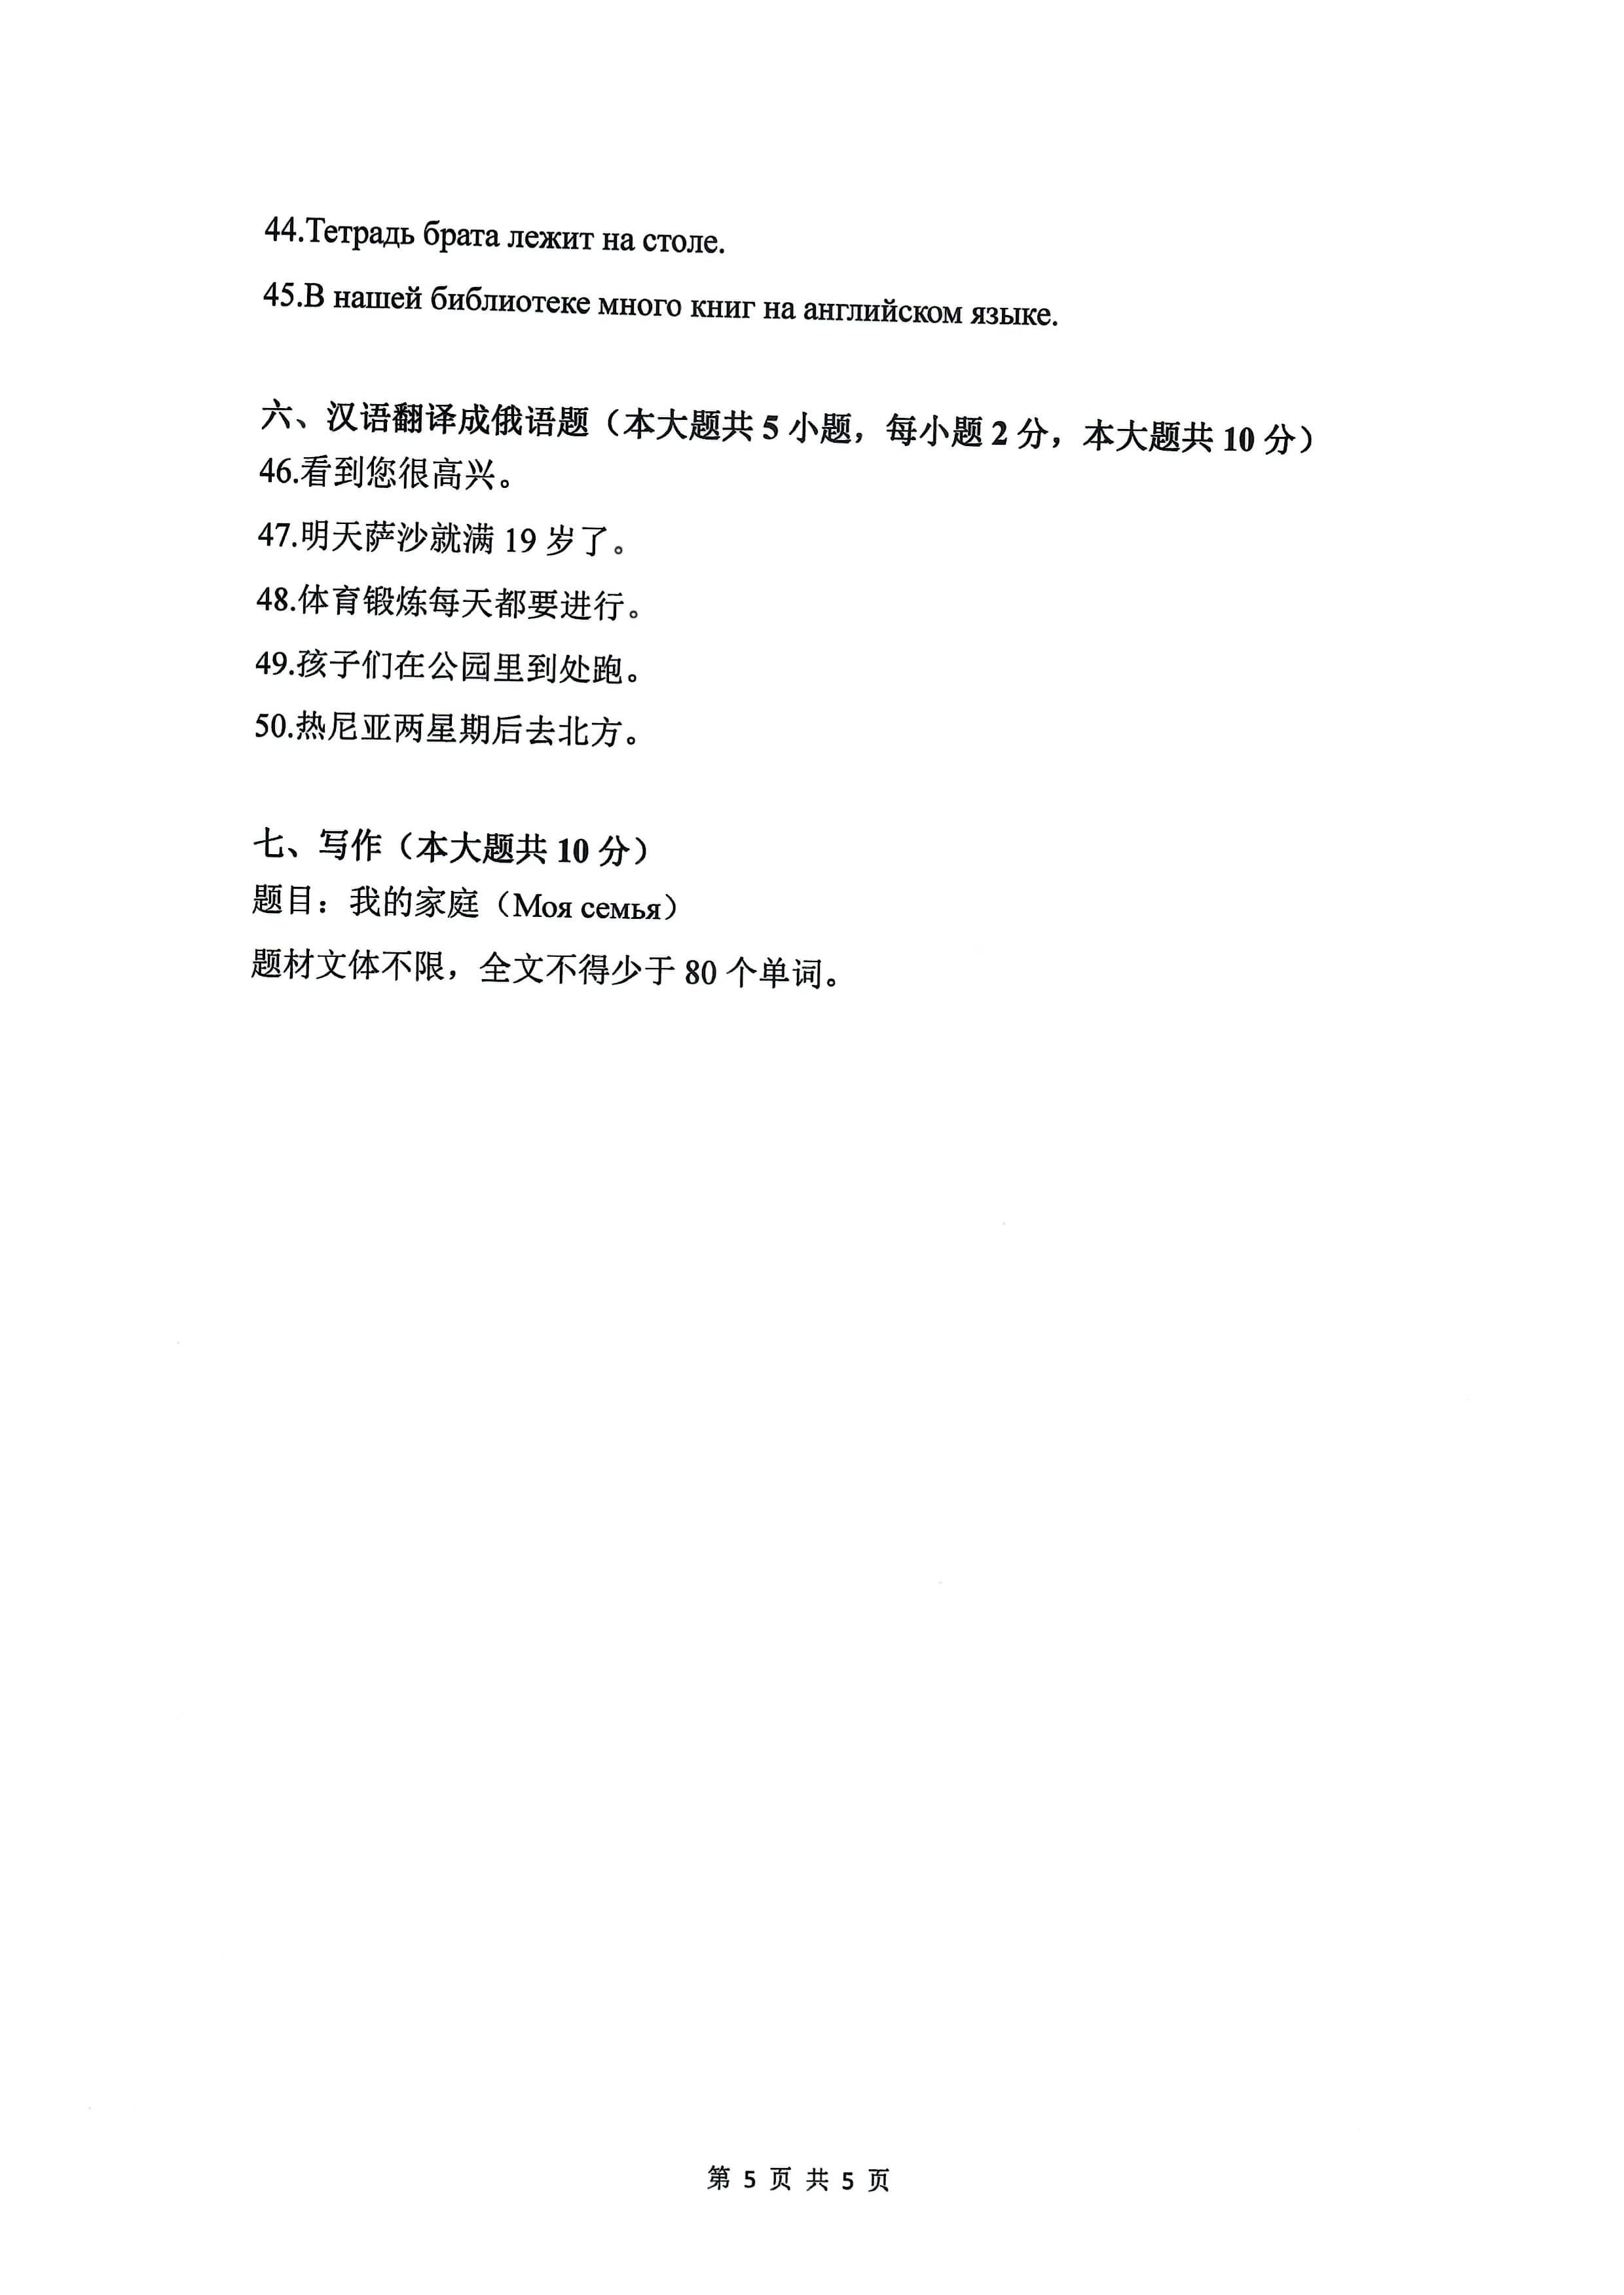 44.Тетрадь брата лежит на столе.
45.В нашей библиотеке много книг на английском языке.
六、汉语翻译成俄语题（本大题共 5 小题，每小题 2 分，本大题共 10 分）
46.看到您很高兴。
47.明天萨沙就满 19 岁了。
48.体育锻炼每天都要进行。
49.孩子们在公园里到处跑。
50.热尼亚两星期后去北方。
七、写作（本大题共 10 分）
题目：我的家庭（Моя семья）
题材文体不限，全文不得少于 80 个单词。
第 5 页 共 5 页